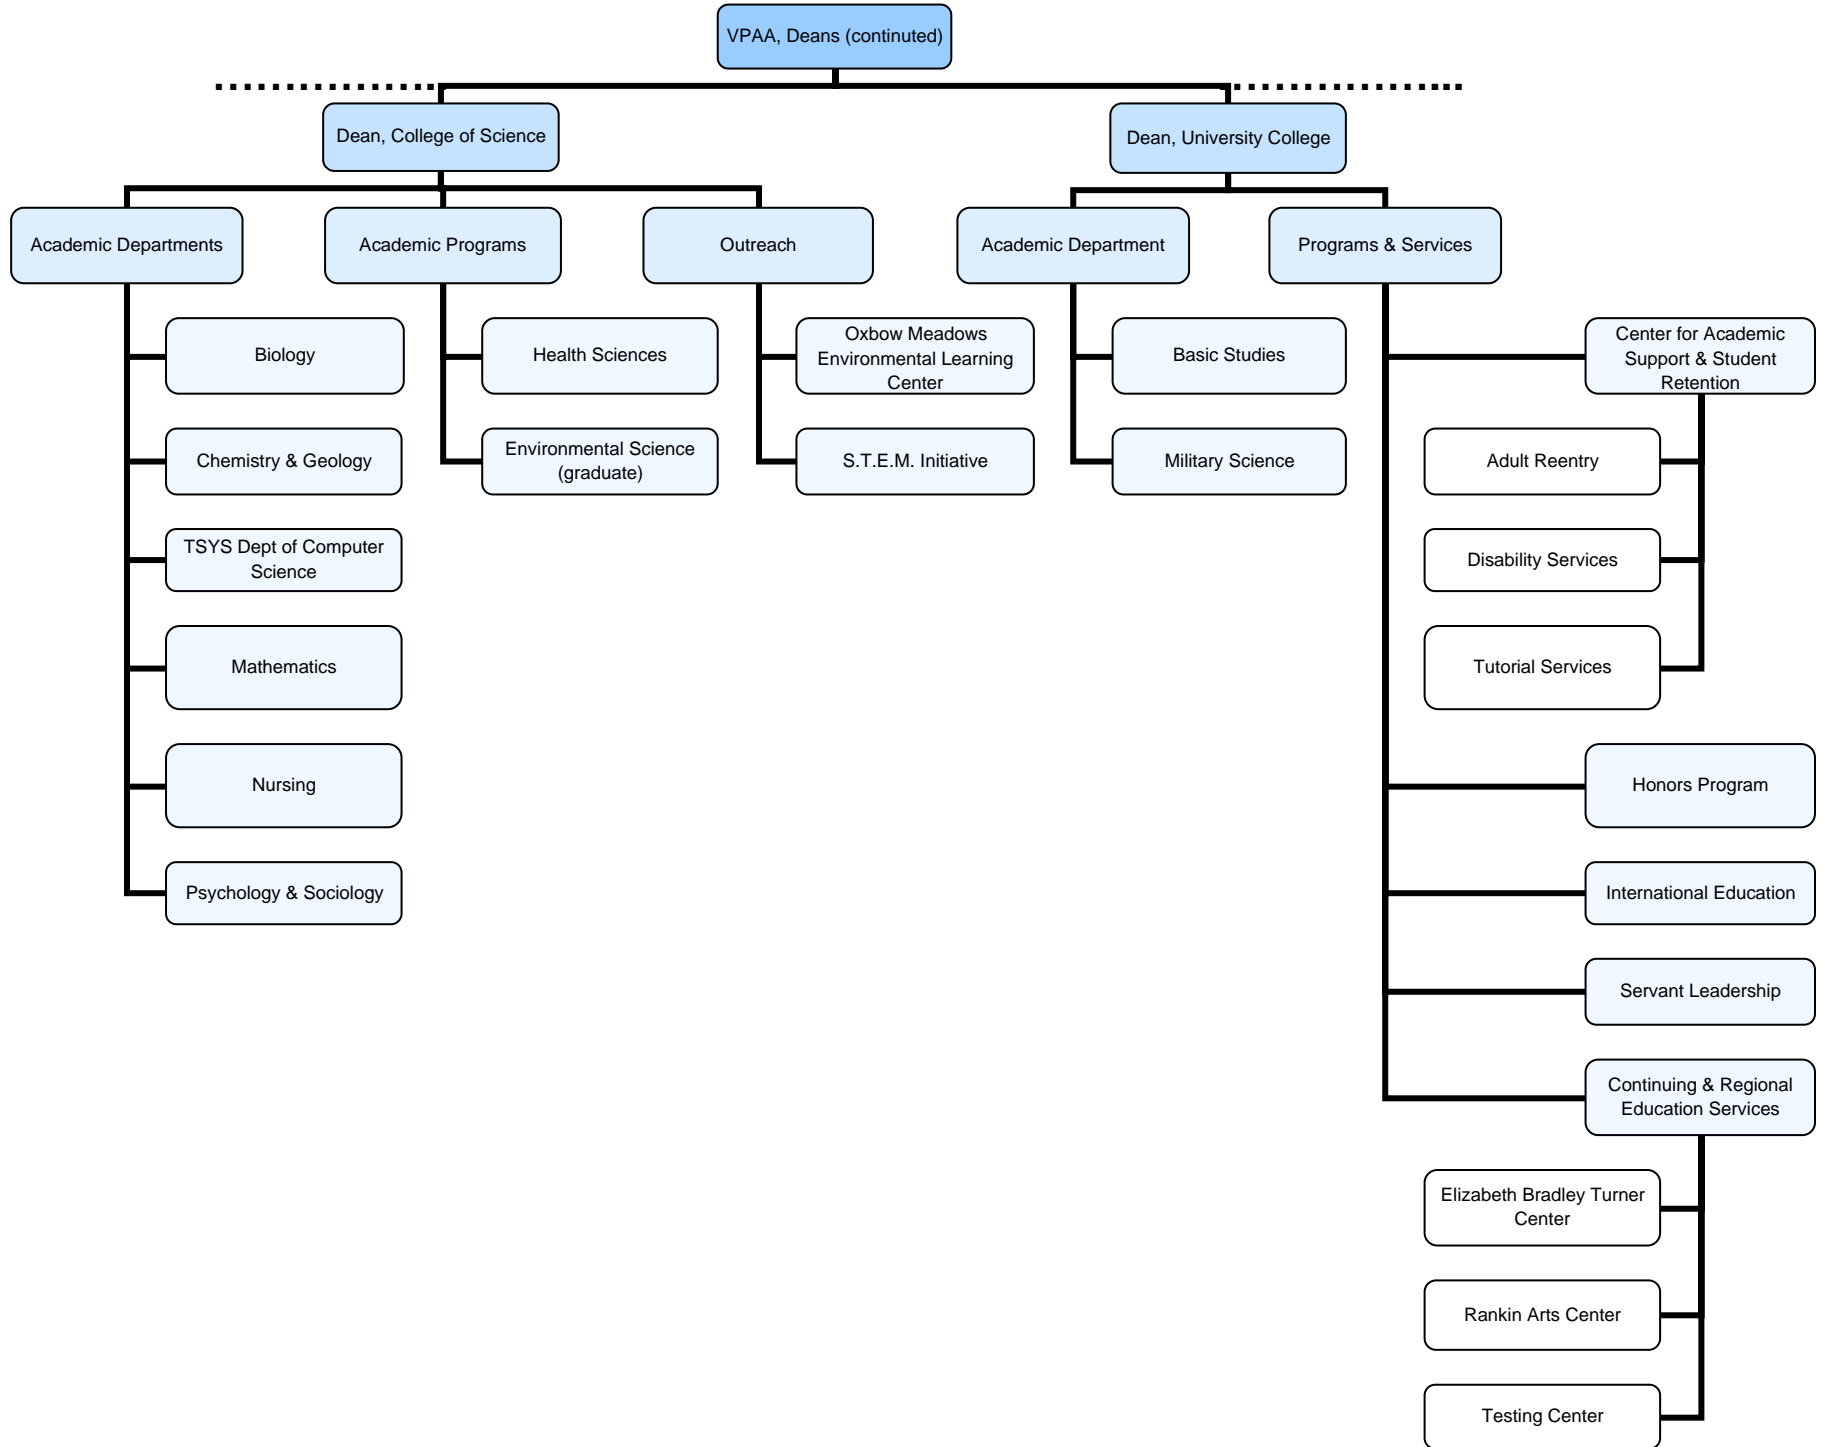 VPAA, Deans (continuted)
Dean, College of Science
Dean, University College
Academic Departments
Academic Programs
Outreach
Academic Department
Programs & Services
Biology
Health Sciences
Oxbow Meadows
Environmental Learning
Center
Basic Studies
Center for Academic
Support & Student
Retention
Chemistry & Geology
Environmental Science
(graduate)
S.T.E.M. Initiative
Military Science
Adult Reentry
TSYS Dept of Computer
Science
Disability Services
Mathematics
Tutorial Services
Nursing
Honors Program
Psychology & Sociology
International Education
Servant Leadership
Continuing & Regional
Education Services
Elizabeth Bradley Turner
Center
Rankin Arts Center
Testing Center